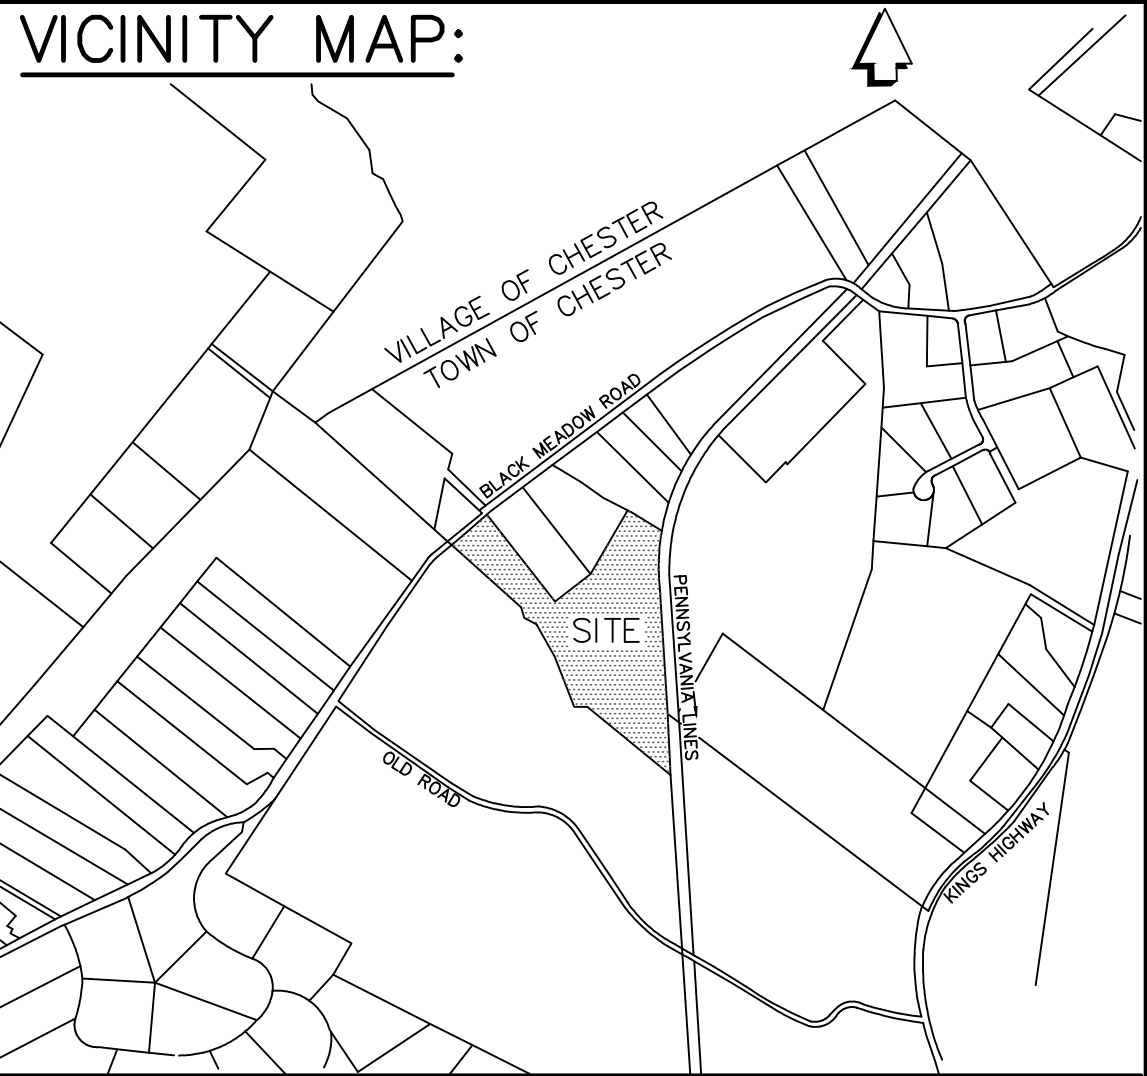 VICINITY MAP:
VILLAGE OF CHESTER
TOWN OF CHESTER
BLACK MEADOW ROAD
SITE
PENNSYLVANIA LINES
OLD ROAD
KINGS HIGHWAY